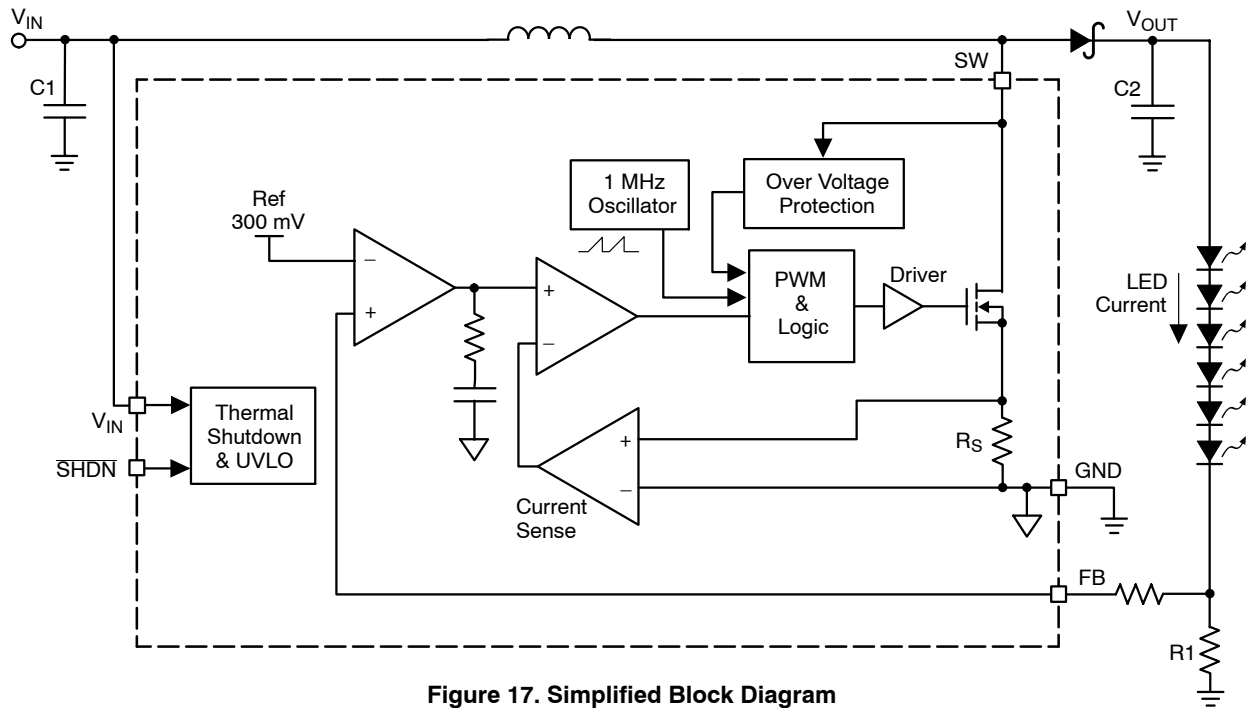 VIN
VOUT
SW
C1
C2
1 MHz
Oscillator
Over Voltage
Protection
Ref
300 mV
−
+
+
−
PWM
&
Logic
Driver
LED
Current
VIN
SHDN
Thermal
Shutdown
& UVLO
+
−
RS
GND
Current
Sense
FB
R1
Figure 17. Simplified Block Diagram